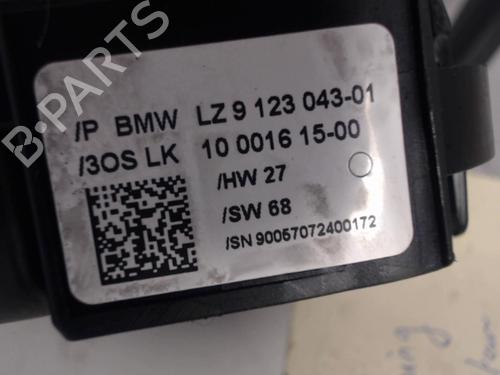 /P BMW LZ 9 123 043-01
/3OS LK 10 0016 15-00
/HW 27
/SW 68
/SN 90057072400172
B-PARTS